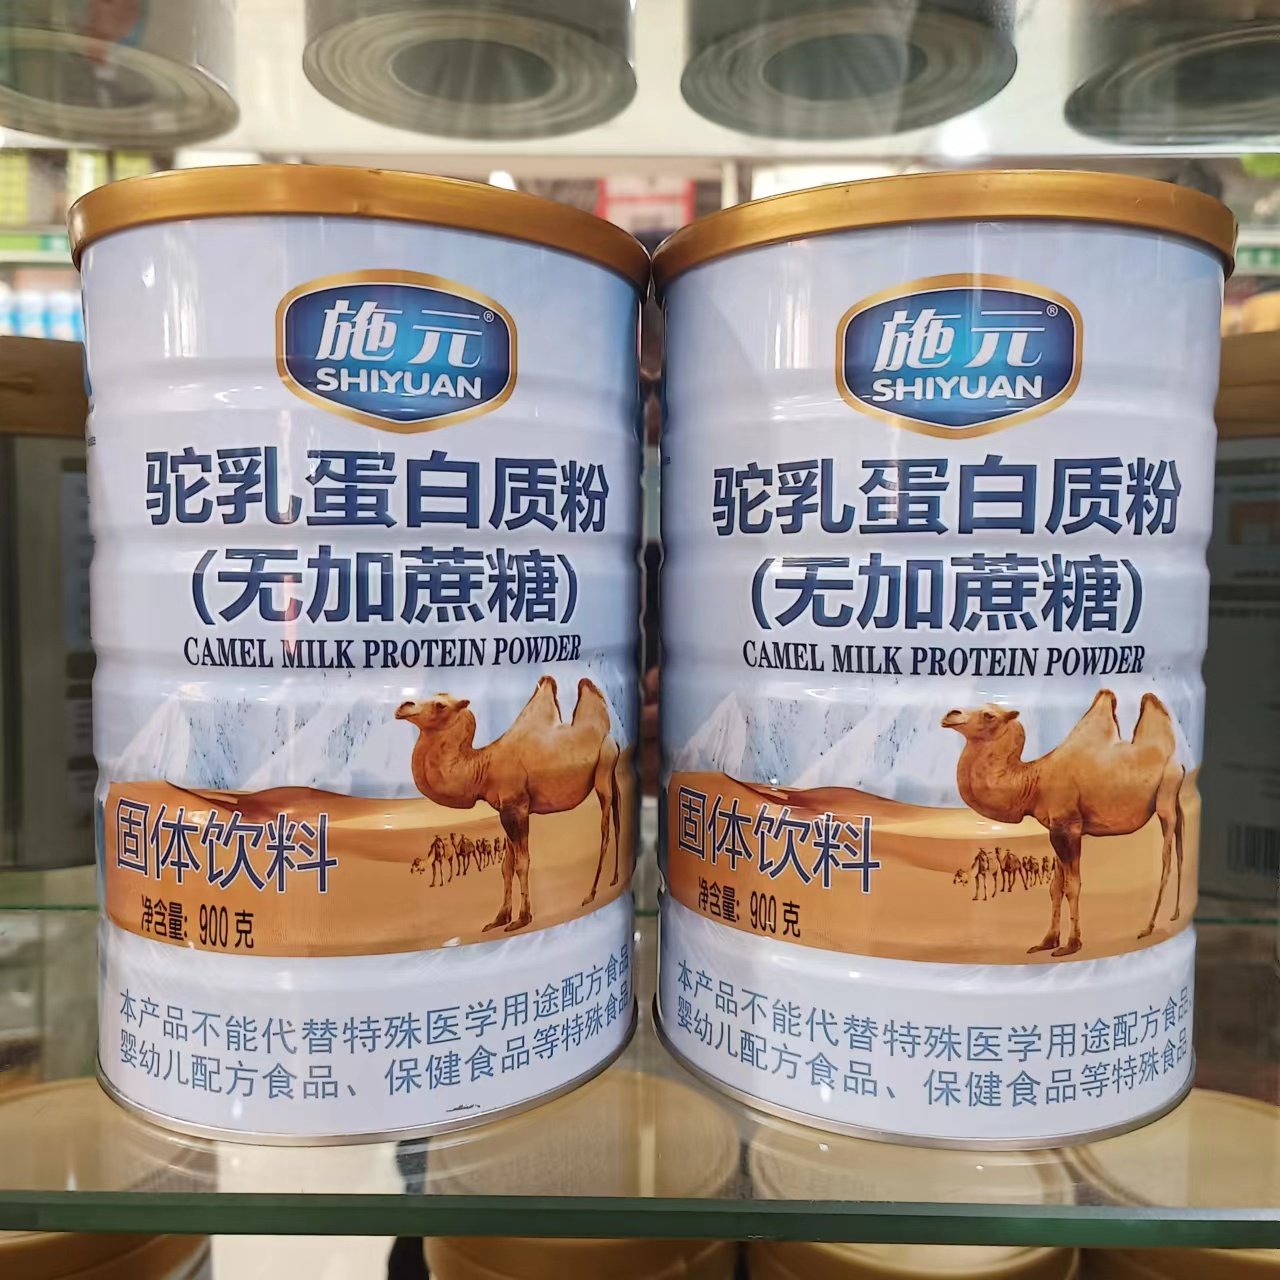 施元®
SHIYUAN
驼乳蛋白质粉
(无加蔗糖)
CAMEL MILK PROTEIN POWDER
固体饮料
净含量: 900克
本产品不能代替特殊医学用途配方食品、
婴幼儿配方食品、保健食品等特殊食品
施元®
SHIYUAN
驼乳蛋白质粉
(无加蔗糖)
CAMEL MILK PROTEIN POWDER
固体饮料
净含量: 900克
本产品不能代替特殊医学用途配方食品、
婴幼儿配方食品、保健食品等特殊食品